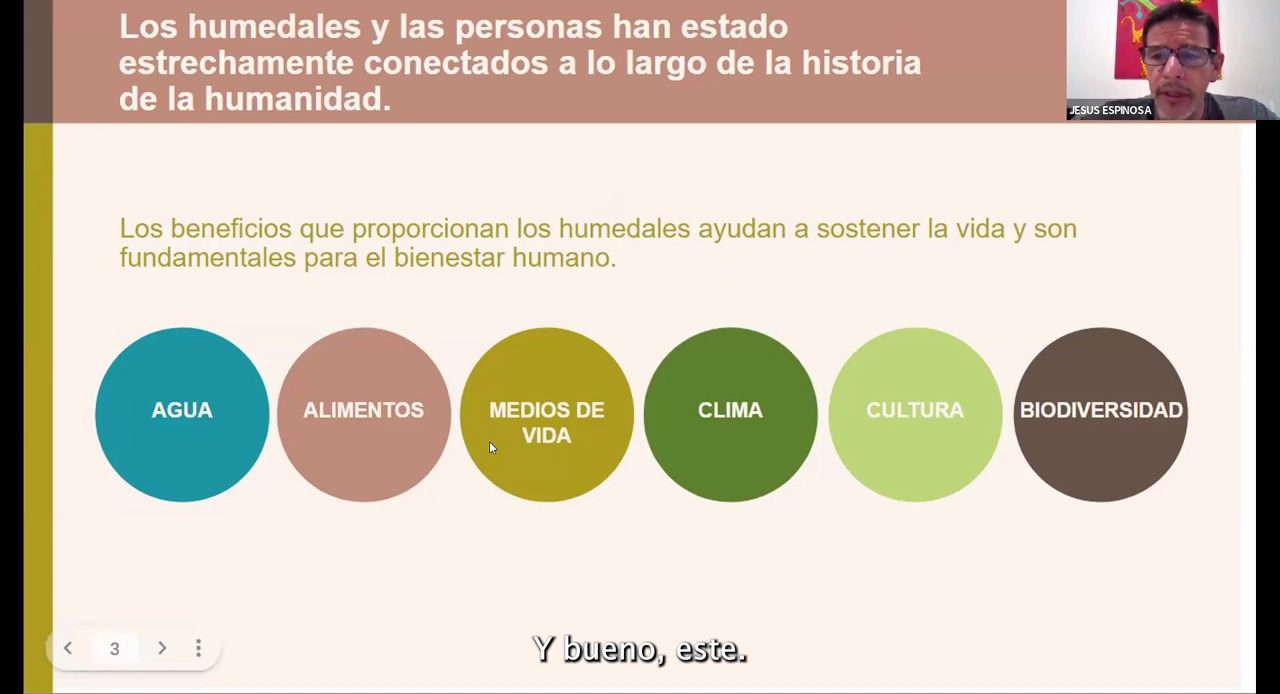 Los humedales y las personas han estado
estrechamente conectados a lo largo de la historia
de la humanidad.
JESUS ESPINOSA
Los beneficios que proporcionan los humedales ayudan a sostener la vida y son
fundamentales para el bienestar humano.
AGUA
ALIMENTOS
MEDIOS DE
VIDA
CLIMA
CULTURA
BIODIVERSIDAD
3
Y bueno, este.